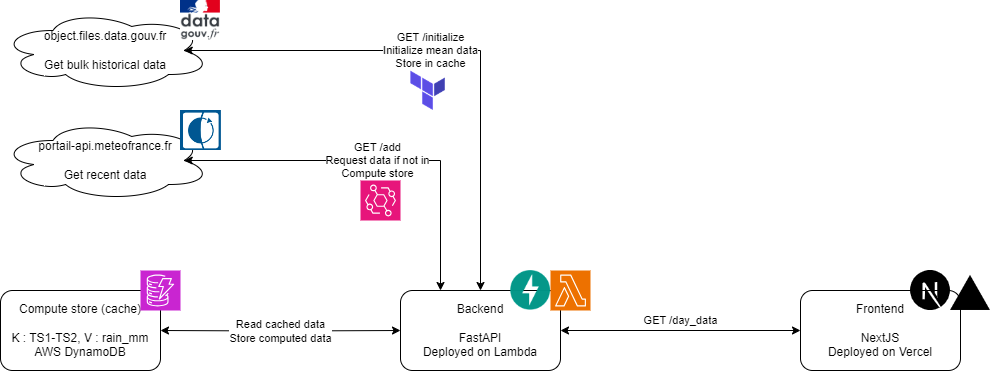 data
gouv.fr
object.files.data.gouv.fr
Get bulk historical data
GET /initialize
Initialize mean data
Store in cache
portail-api.meteofrance.fr
Get recent data
GET /add
Request data if not in
Compute store
Compute store (cache)
K : TS1-TS2, V : rain_mm
AWS DynamoDB
Read cached data
Store computed data
Backend
FastAPI
Deployed on Lambda
GET /day_data
Frontend
NextJS
Deployed on Vercel